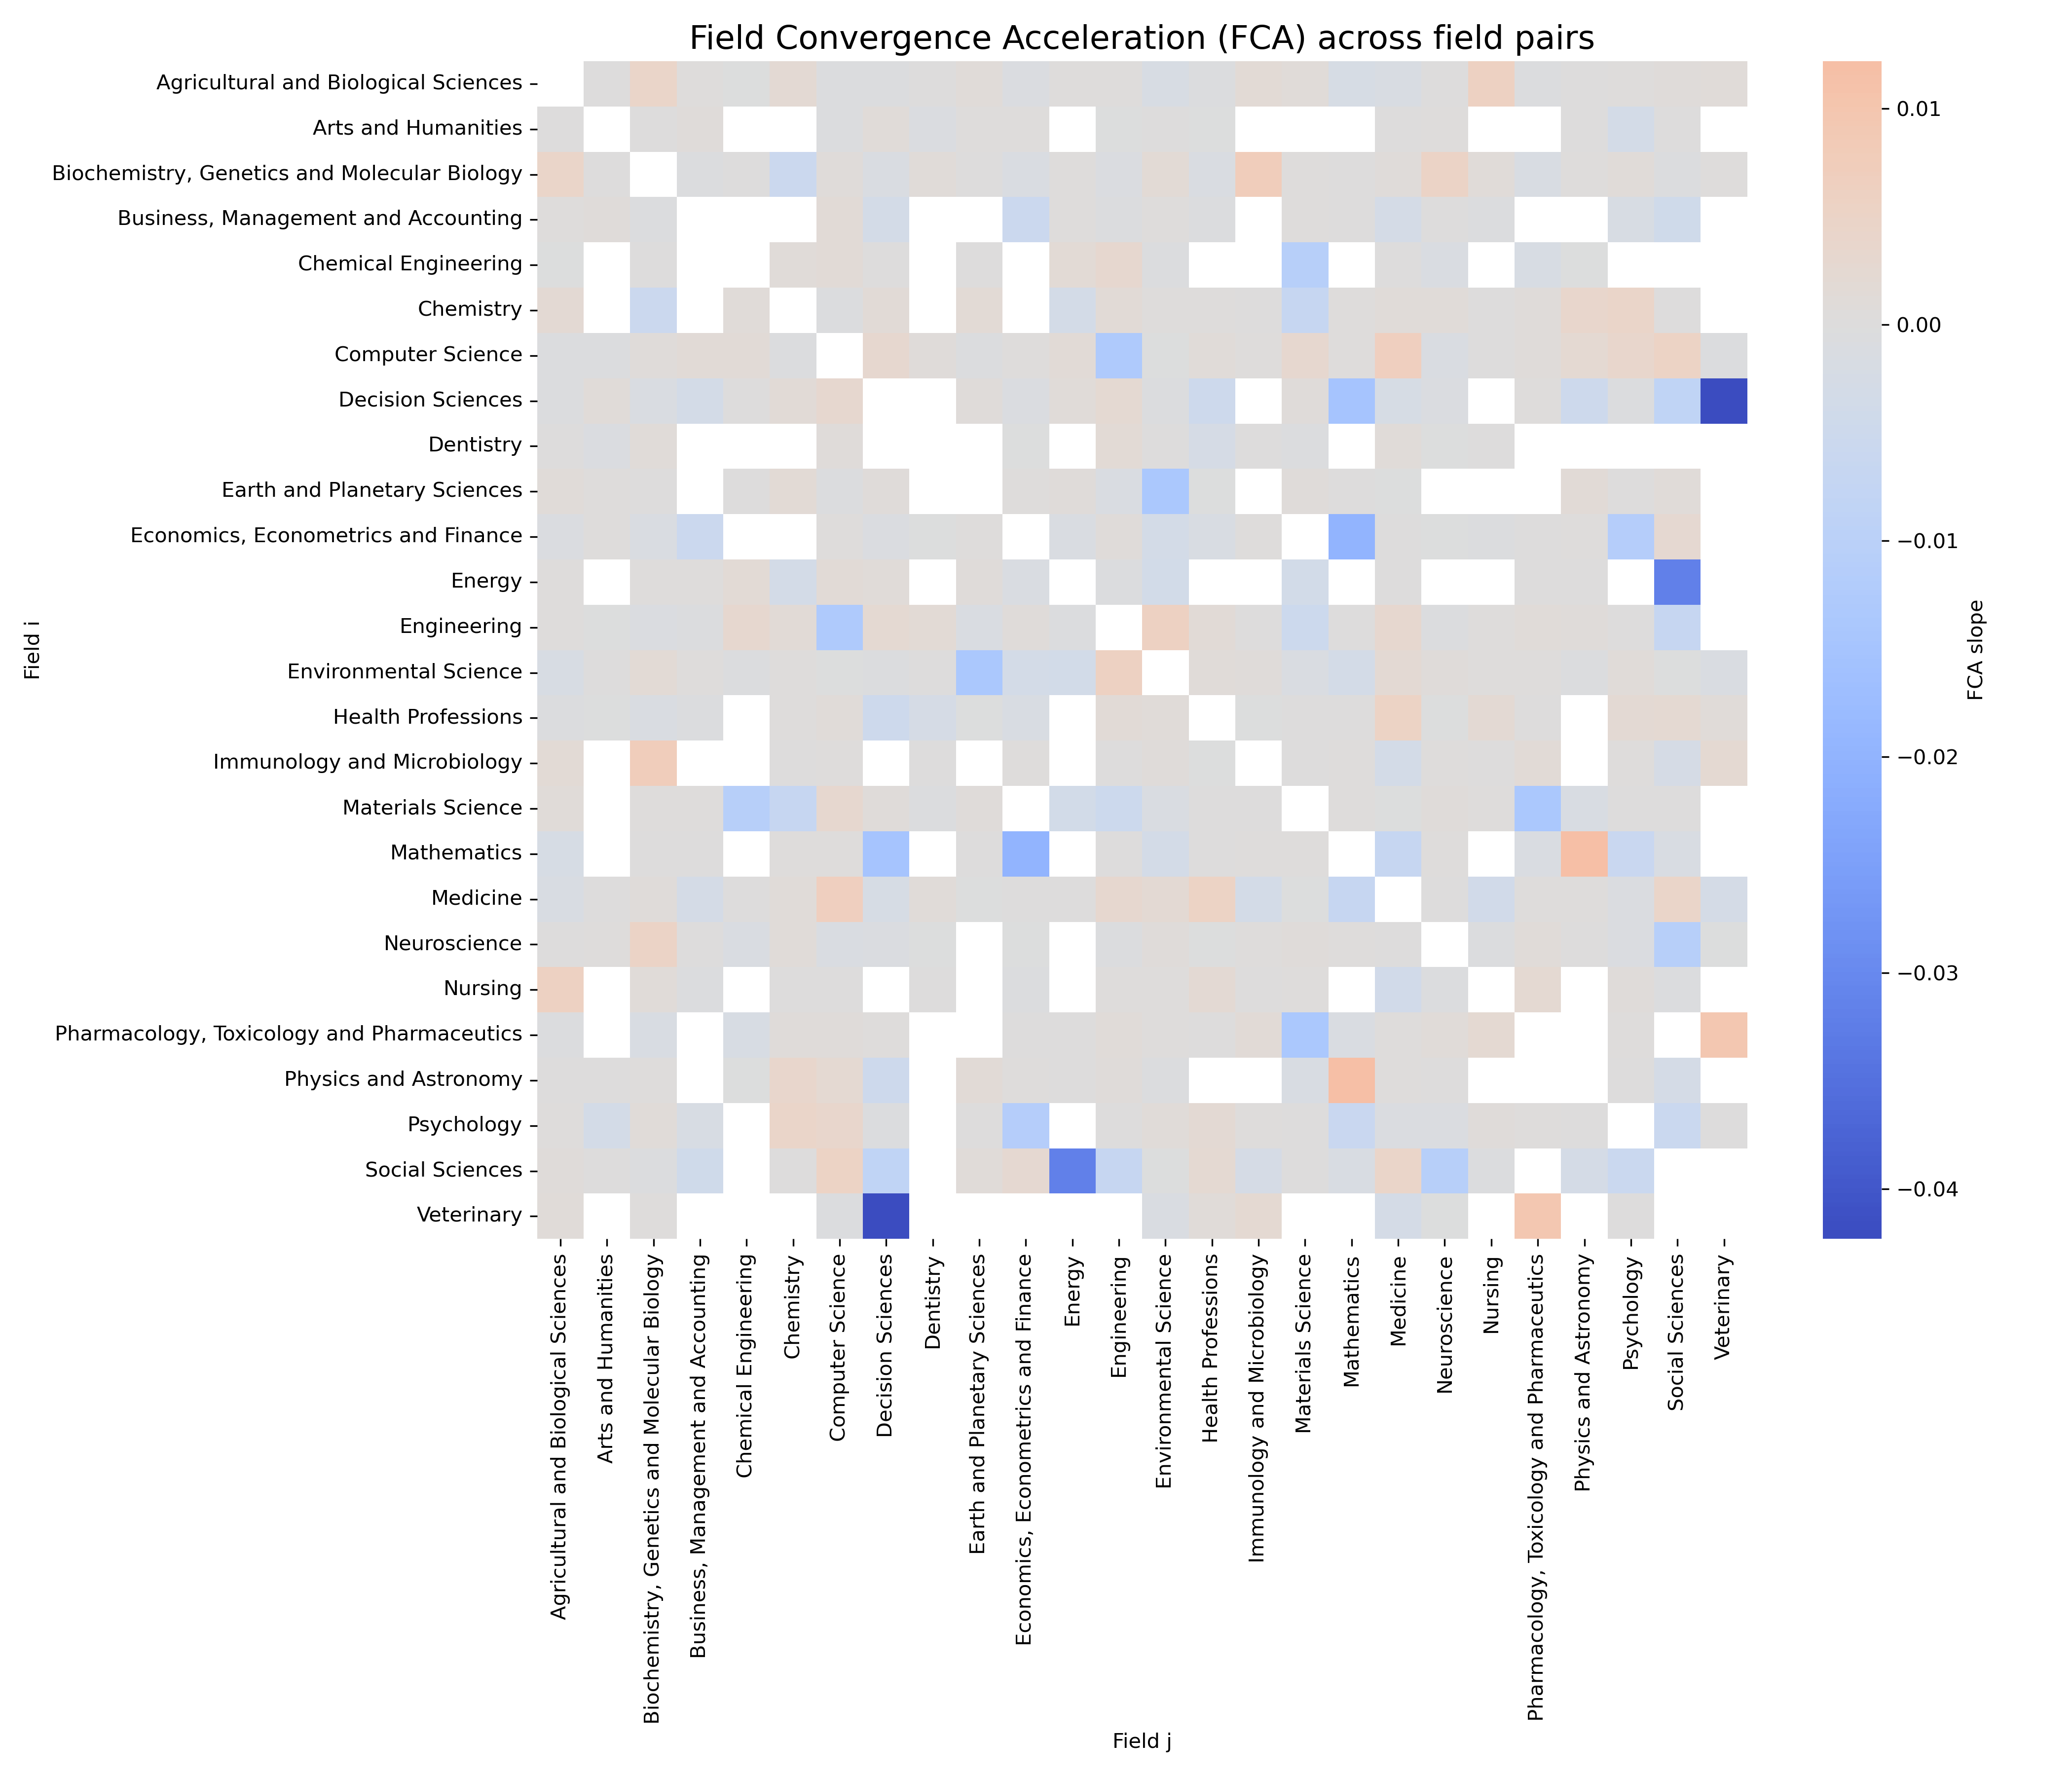 Field Convergence Acceleration (FCA) across field pairs
Agricultural and Biological Sciences
Arts and Humanities
Biochemistry, Genetics and Molecular Biology
Business, Management and Accounting
Chemical Engineering
Chemistry
Computer Science
Decision Sciences
Dentistry
Earth and Planetary Sciences
Economics, Econometrics and Finance
Energy
Engineering
Environmental Science
Health Professions
Immunology and Microbiology
Materials Science
Mathematics
Medicine
Neuroscience
Nursing
Pharmacology, Toxicology and Pharmaceutics
Physics and Astronomy
Psychology
Social Sciences
Veterinary
Field i
Agricultural and Biological Sciences
Arts and Humanities
Biochemistry, Genetics and Molecular Biology
Business, Management and Accounting
Chemical Engineering
Chemistry
Computer Science
Decision Sciences
Dentistry
Earth and Planetary Sciences
Economics, Econometrics and Finance
Energy
Engineering
Environmental Science
Health Professions
Immunology and Microbiology
Materials Science
Mathematics
Medicine
Neuroscience
Nursing
Pharmacology, Toxicology and Pharmaceutics
Physics and Astronomy
Psychology
Social Sciences
Veterinary
Field j
0.01
0.00
−0.01
−0.02
−0.03
−0.04
FCA slope